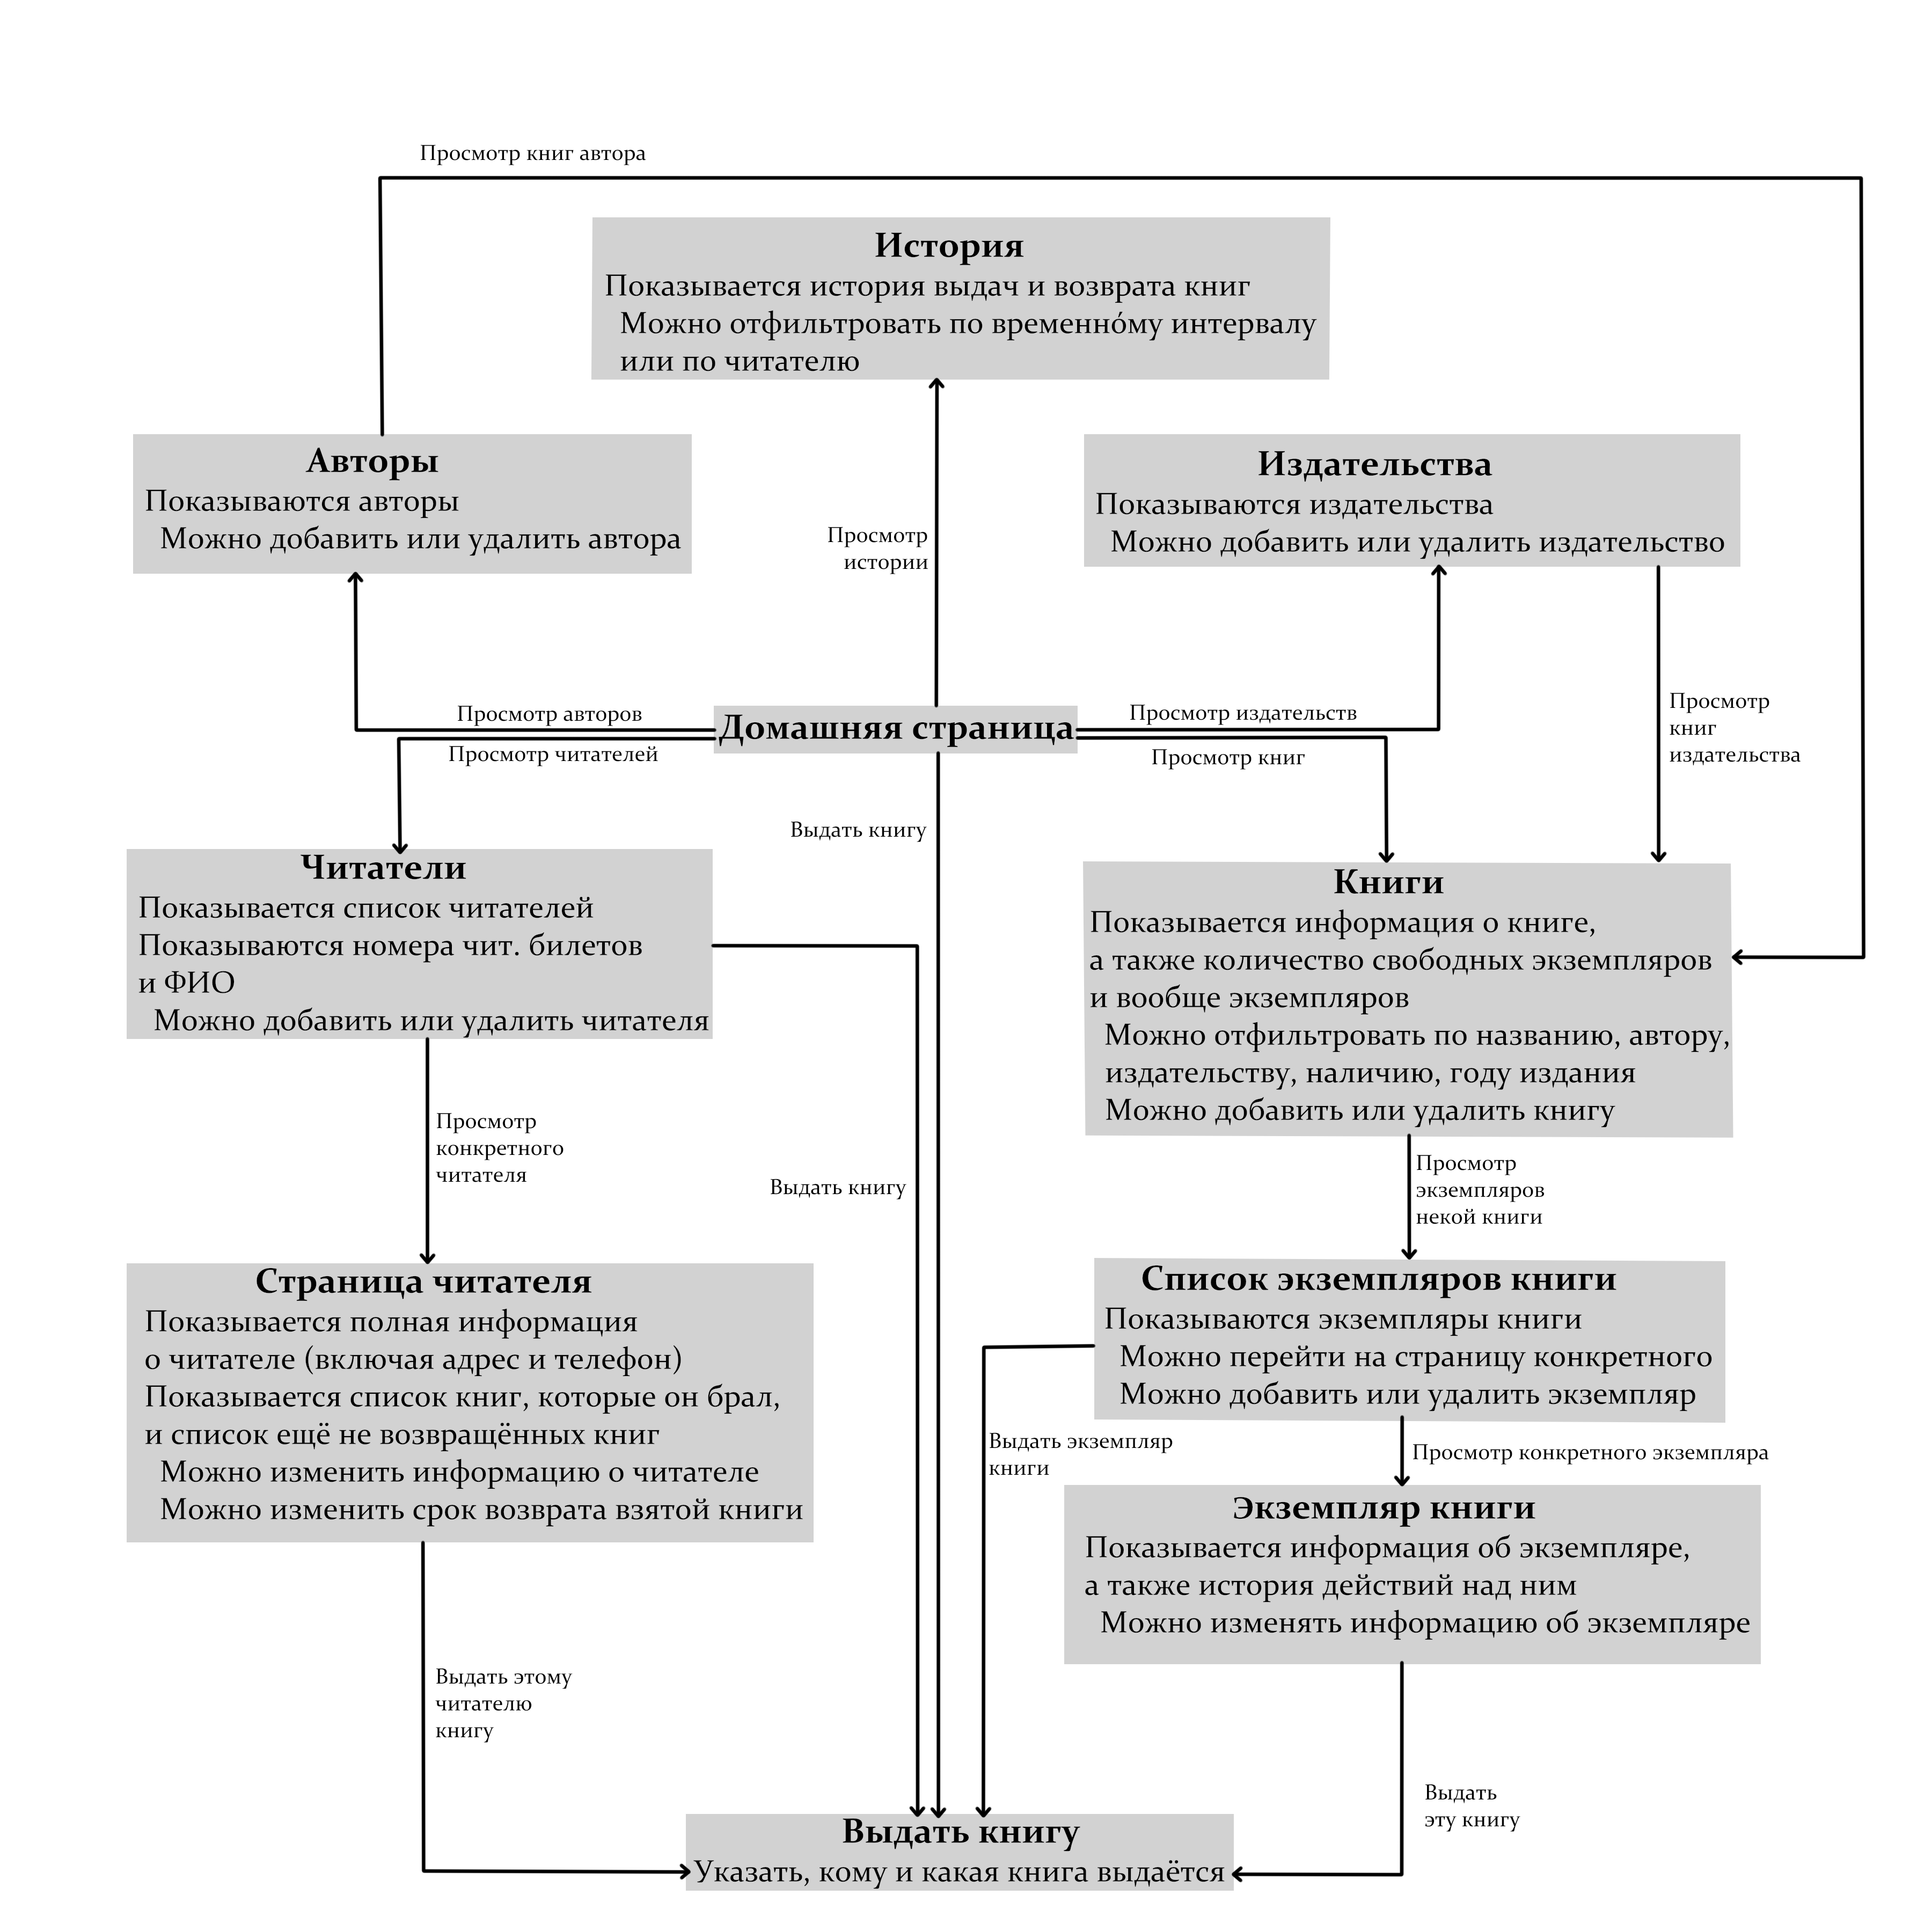 Просмотр книг автора
История
Показывается история выдач и возврата книг
Можно отфильтровать по временно́му интервалу
или по читателю
Авторы
Показываются авторы
Можно добавить или удалить автора
Издательства
Показываются издательства
Можно добавить или удалить издательство
Просмотр
истории
Просмотр авторов
Просмотр читателей
Домашняя страница
Просмотр издательств
Просмотр книг
Просмотр
книг
издательства
Выдать книгу
Читатели
Показывается список читателей
Показываются номера чит. билетов
и ФИО
Можно добавить или удалить читателя
Книги
Показывается информация о книге,
а также количество свободных экземпляров
и вообще экземпляров
Можно отфильтровать по названию, автору,
издательству, наличию, году издания
Можно добавить или удалить книгу
Просмотр
конкретного
читателя
Выдать книгу
Просмотр
экземпляров
некой книги
Страница читателя
Показывается полная информация
о читателе (включая адрес и телефон)
Показывается список книг, которые он брал,
и список ещё не возвращённых книг
Можно изменить информацию о читателе
Можно изменить срок возврата взятой книги
Список экземпляров книги
Показываются экземпляры книги
Можно перейти на страницу конкретного
Можно добавить или удалить экземпляр
Выдать экземпляр
книги
Просмотр конкретного экземпляра
Экземпляр книги
Показывается информация об экземпляре,
а также история действий над ним
Можно изменять информацию об экземпляре
Выдать этому
читателю
книгу
Выдать
эту книгу
Выдать книгу
Указать, кому и какая книга выдаётся